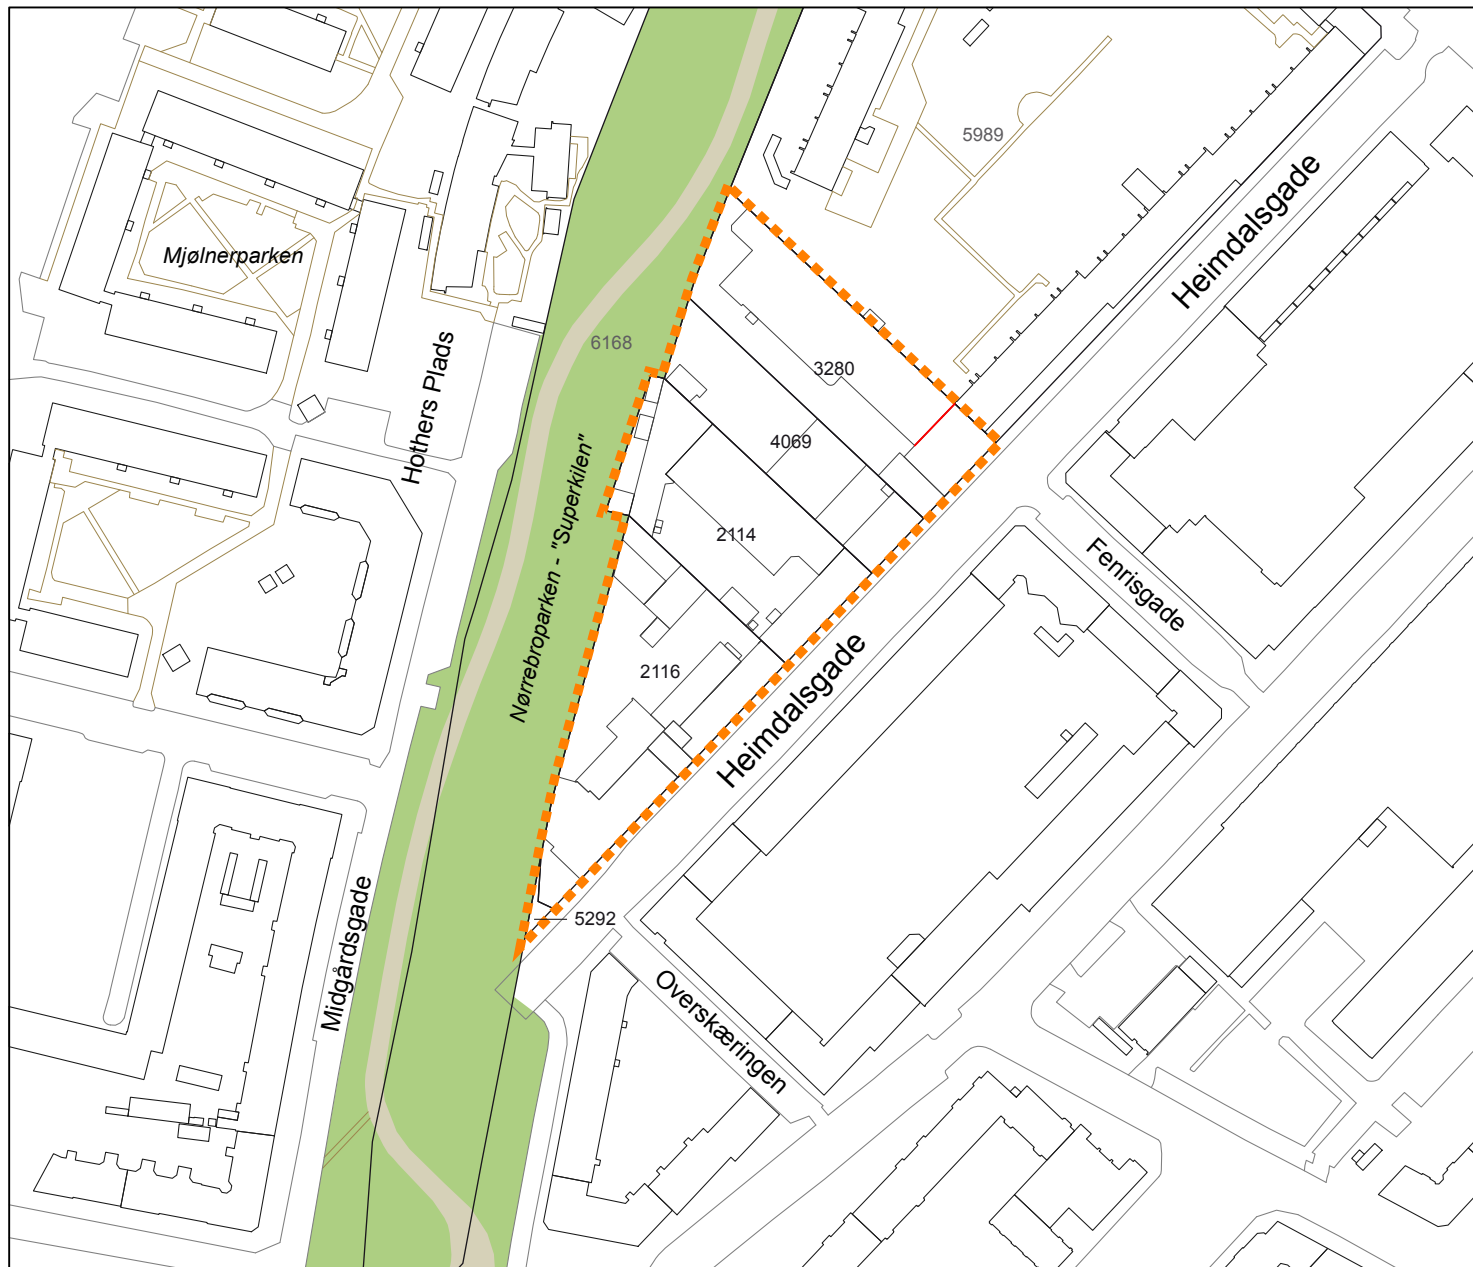 5989
Heimdalsgade
Mjølnerparken
6168
3280
Hothers Plads
4069
Nørrebroparken - "Superkilen"
2114
Fenrisgade
2116
Heimdalsgade
Midgårdsgade
5292
Overskæringen